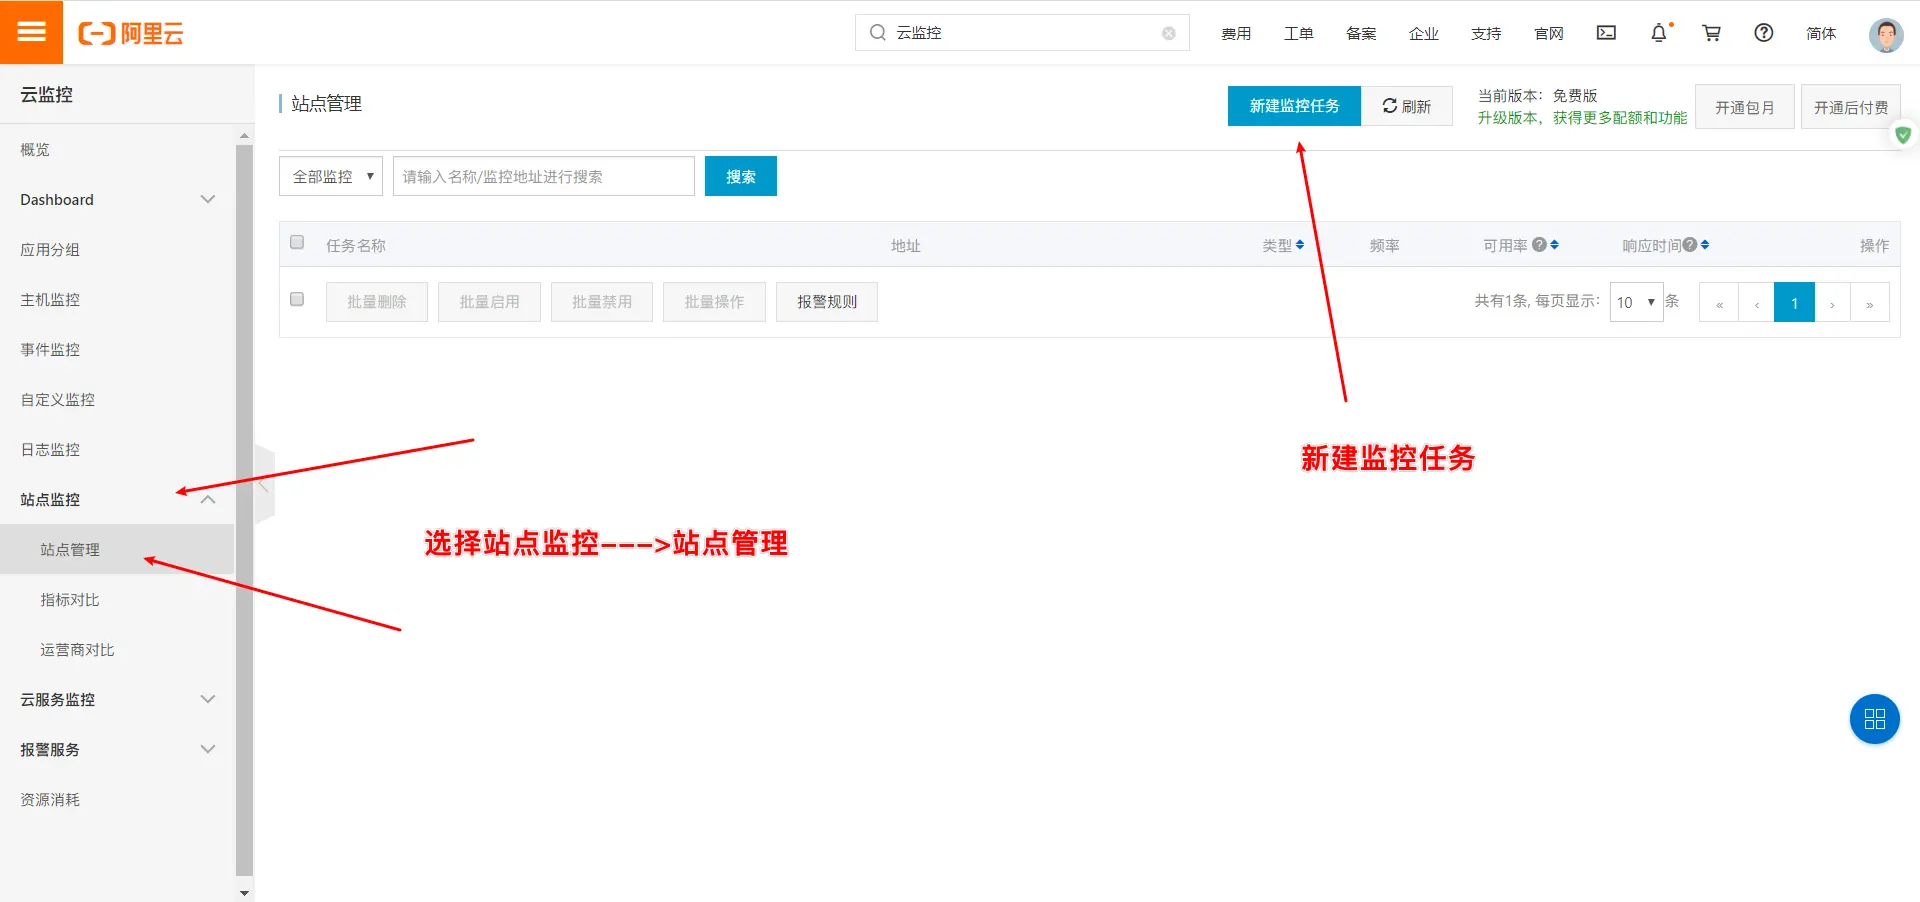 阿里云
云监控
费用
工单
备案
企业
支持
官网
简体
云监控
概览
Dashboard
应用分组
主机监控
事件监控
自定义监控
日志监控
站点监控
站点管理
指标对比
运营商对比
云服务监控
报警服务
资源消耗
站点管理
新建监控任务
刷新
当前版本：免费版
升级版本，获得更多配额和功能
开通包月
开通后付费
全部监控
请输入名称/监控地址进行搜索
搜索
任务名称
地址
类型
频率
可用率
响应时间
操作
批量删除
批量启用
批量禁用
批量操作
报警规则
共有1条, 每页显示:
10
条
«
‹
1
›
»
新建监控任务
选择站点监控--->站点管理